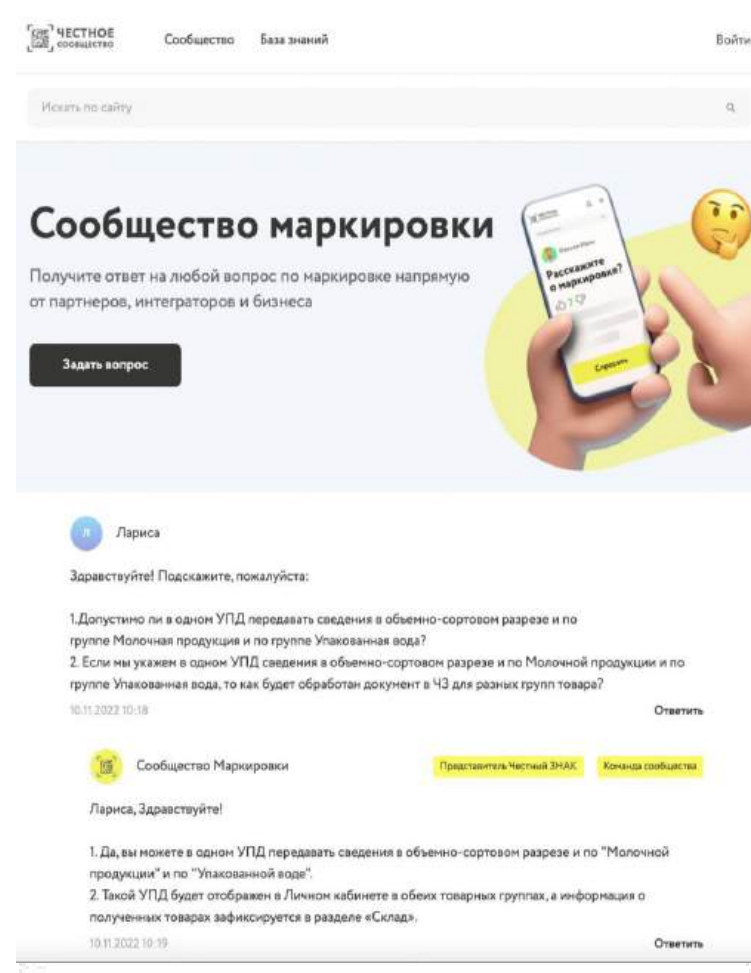 ЧЕСТНОЕ
СООБЩЕСТВО
Сообщество База знаний
Войти
Искать по сайту
Сообщество маркировки
Получите ответ на любой вопрос по маркировке напрямую
от партнеров, интеграторов и бизнеса
Задать вопрос
Расскажите
о маркировке?
Спросить
Л Лариса
Здравствуйте! Подскажите, пожалуйста:
1.Допустимо ли в одном УПД передавать сведения в объемно-сортовом разрезе и по
группе Молочная продукция и по группе Упакованная вода?
2. Если мы укажем в одном УПД сведения в объемно-сортовом разрезе и по Молочной продукции и по
группе Упакованная вода, то как будет обработан документ в ЧЗ для разных групп товара?
10.11.2022 10:18 Ответить
Сообщество Маркировки Представитель Честный ЗНАК Команда сообщества
Лариса, Здравствуйте!
1. Да, вы можете в одном УПД передавать сведения в объемно-сортовом разрезе и по "Молочной
продукции" и по "Упакованной воде".
2. Такой УПД будет отображен в Личном кабинете в обеих товарных группах, а информация о
полученных товарах зафиксируется в разделе «Склад».
10.11.2022 10:19 Ответить